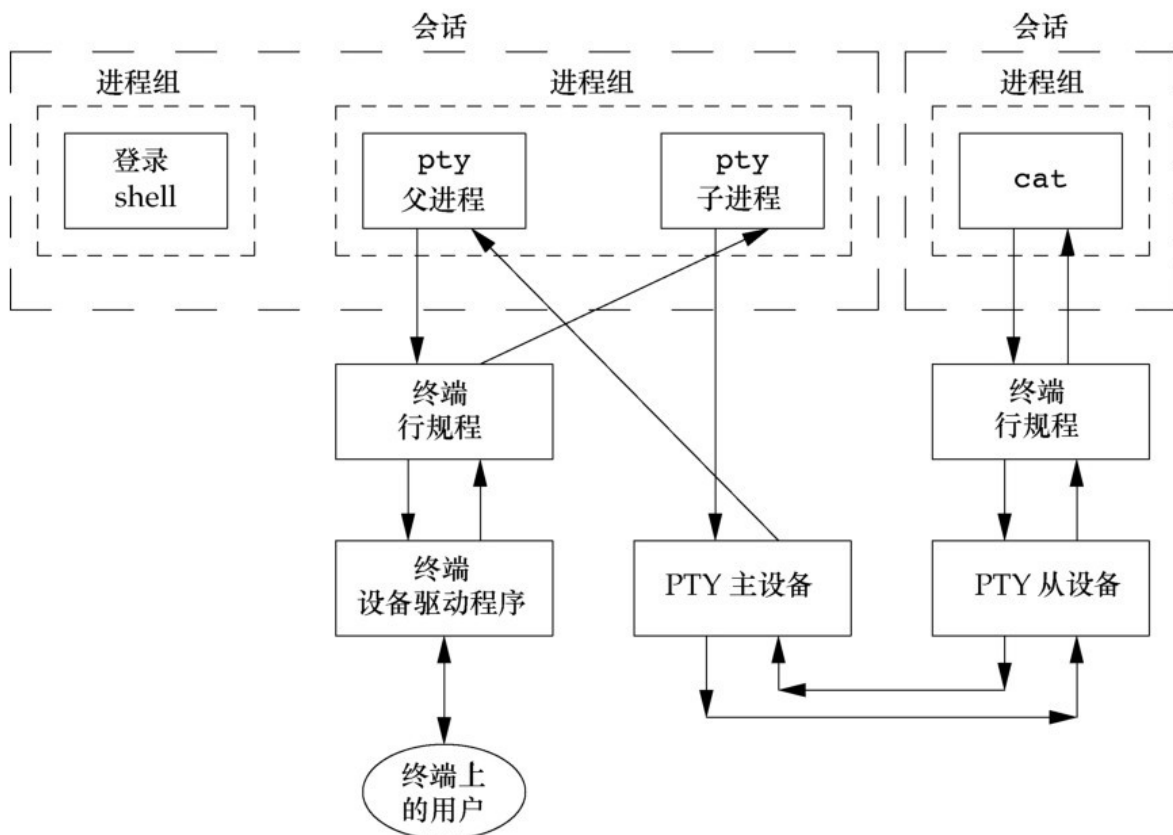 会话
会话
进程组
进程组
进程组
登录
shell
pty
父进程
pty
子进程
cat
终端
行规程
终端
行规程
终端
设备驱动程序
PTY 主设备
PTY 从设备
终端上
的用户